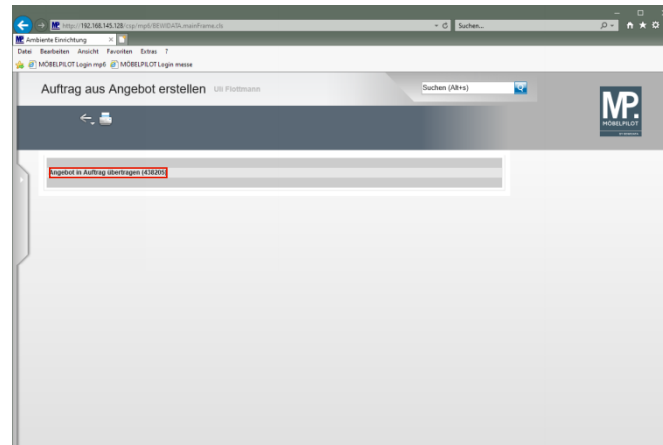 http://192.168.145.128/csp/mp6/BEWIDATA.mainFrame.cls
Suchen...
Ambiente Einrichtung
Datei Bearbeiten Ansicht Favoriten Extras ?
MÖBELPILOT Login mp6 MÖBELPILOT Login messe
Auftrag aus Angebot erstellen Uli Flottmann
Suchen (Alt+s)
MP.
MÖBELPILOT
Angebot in Auftrag übertragen (438205)